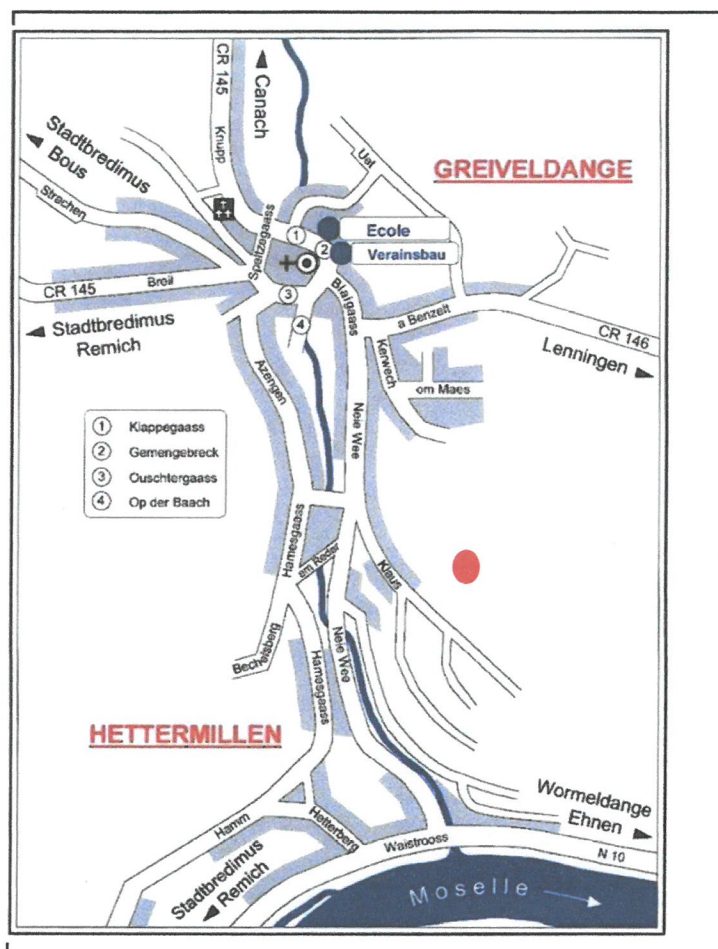 CR 145
Canach
Knupp
Stadtbredimus
Bous
Strachen
Uet
GREIVELDANGE
Speltzegaass
1
Ecole
2
Verainsbau
CR 145
Breil
3
Blalgaass
a Benzelt
CR 146
Stadtbredimus
Remich
4
Kerwech
Lenningen
Azengen
om Maes
Neie Wee
1 Klappegaass
2 Gemengebreck
3 Ouschtergaass
4 Op der Baach
Hamesgaass
am Reder
Klaus
Bechelsberg
Neie Wee
Hamesgaass
HETTERMILLEN
Hamm
Hetterberg
Wormeldange
Ehnen
Waistrooss
N 10
Stadtbredimus
Remich
Moselle